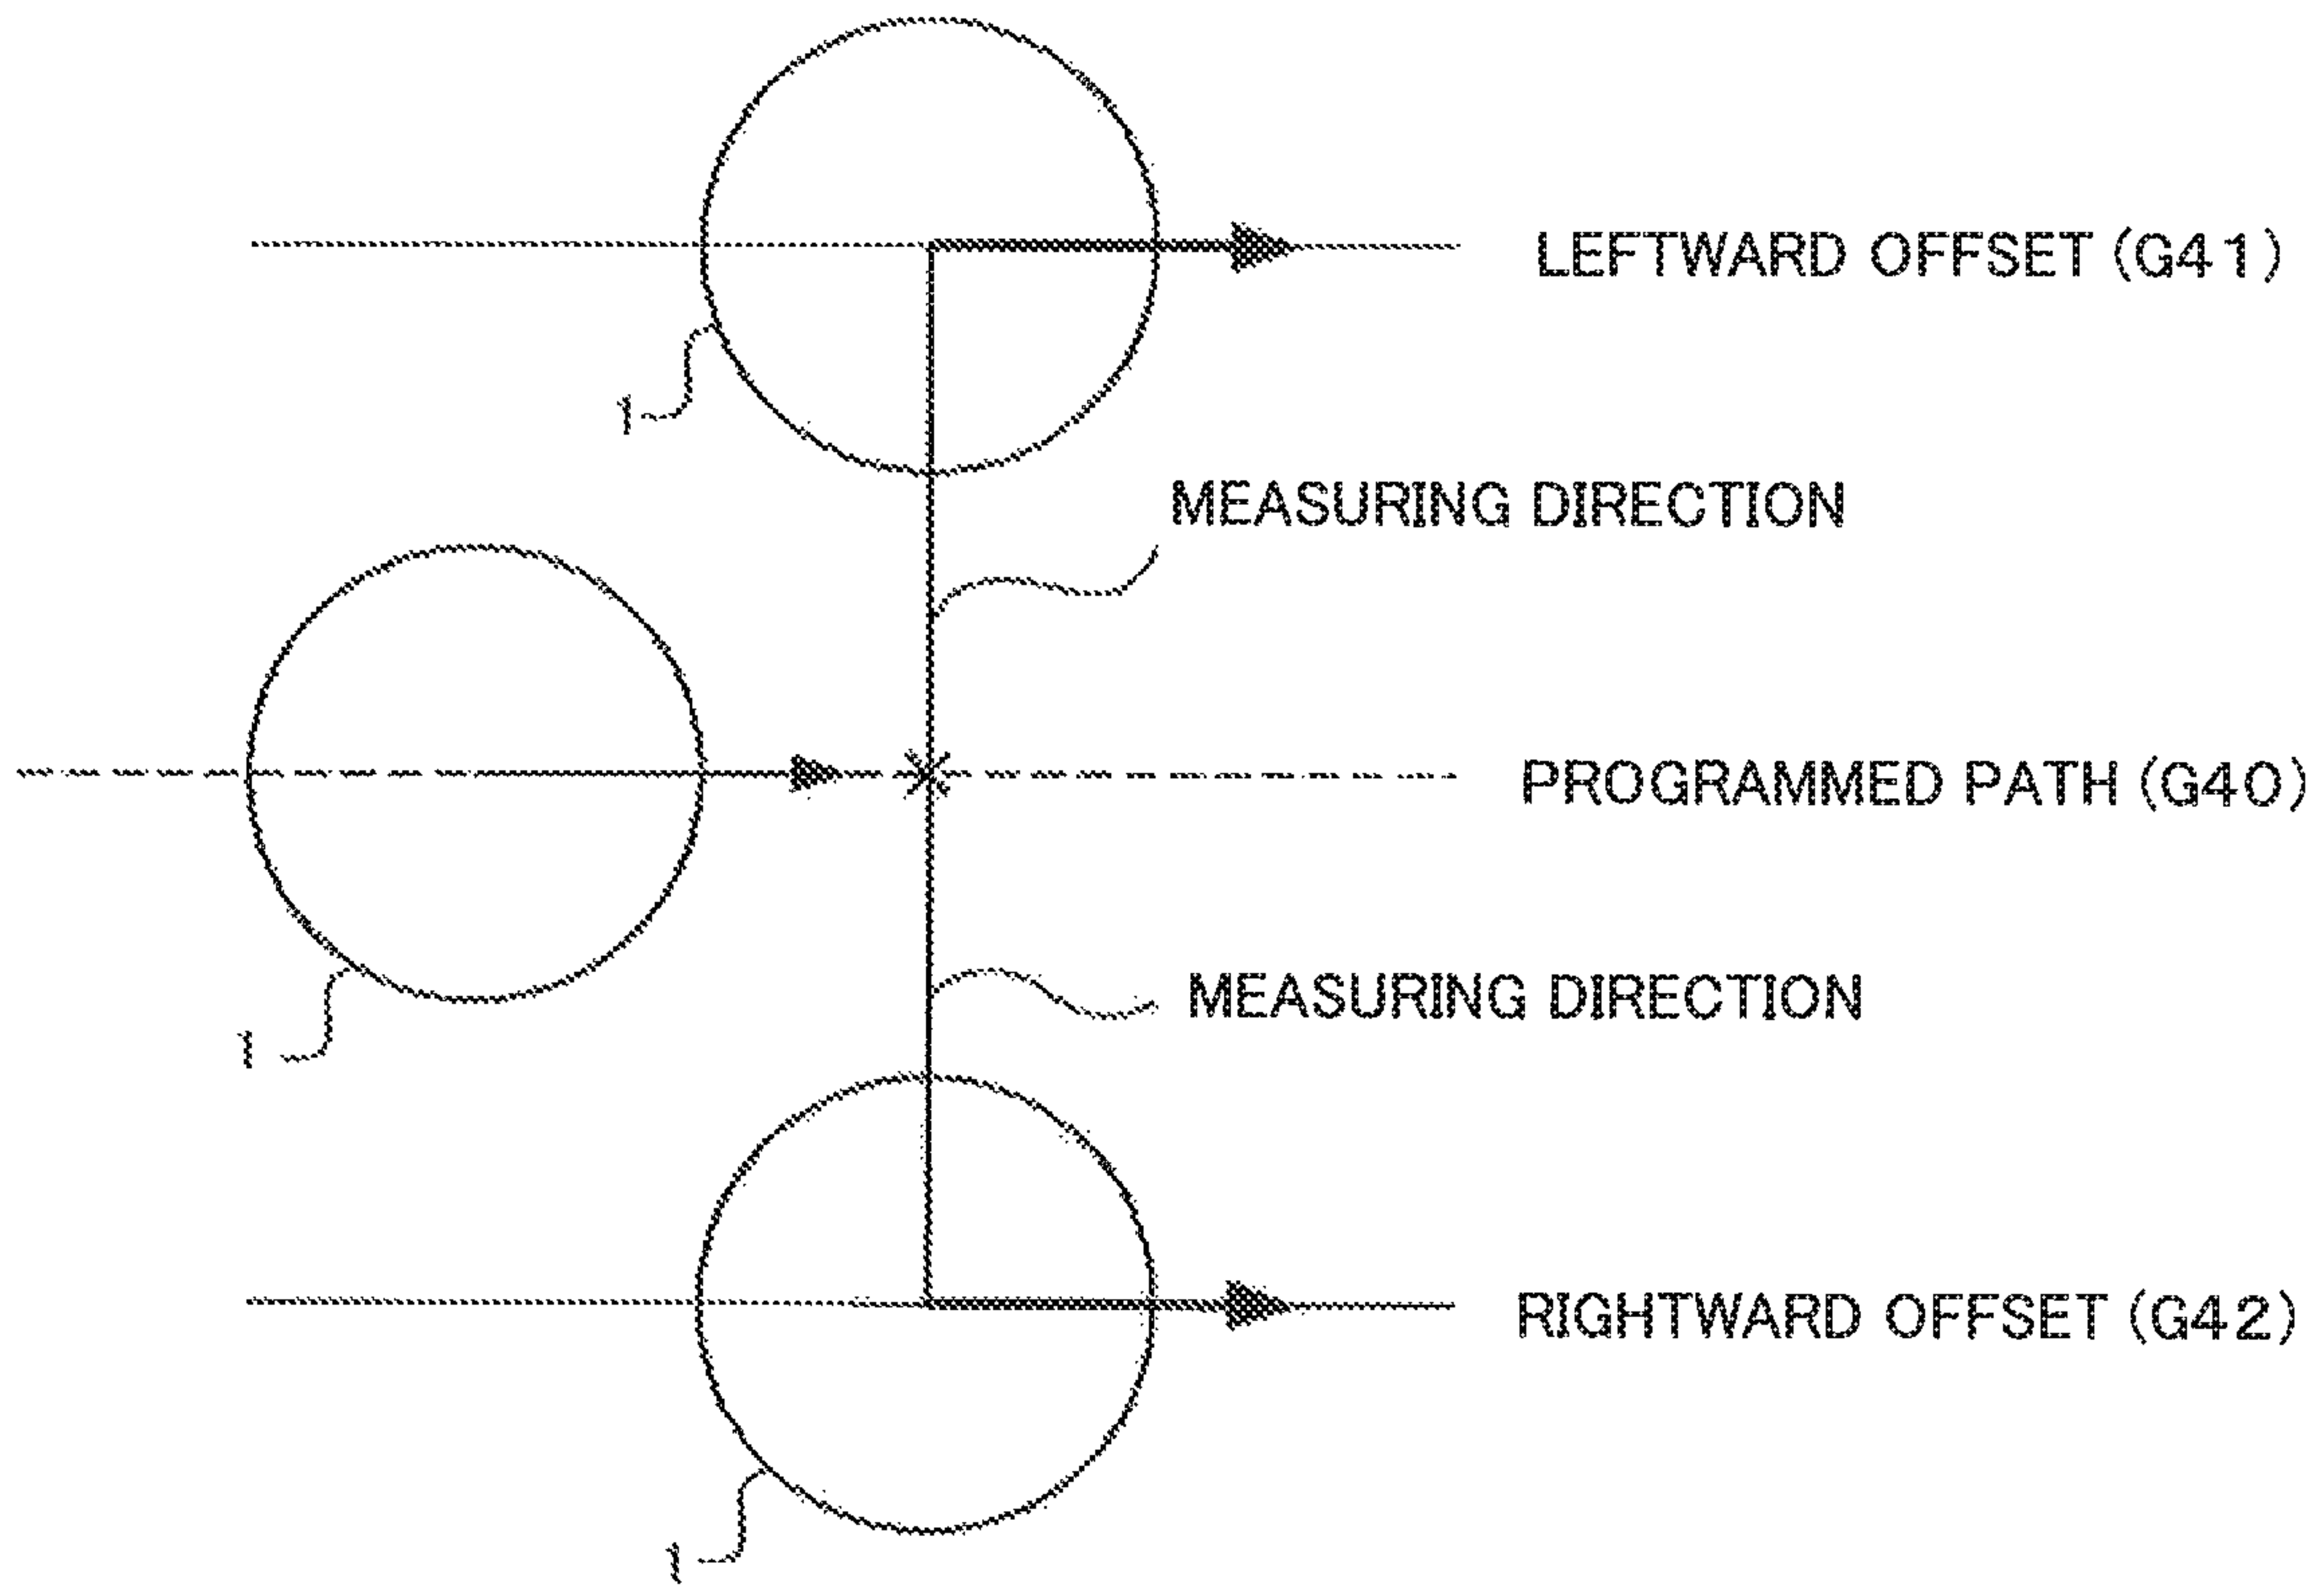 LEFTWARD OFFSET (G41)
1
MEASURING DIRECTION
PROGRAMMED PATH (G40)
MEASURING DIRECTION
1
RIGHTWARD OFFSET (G42)
1